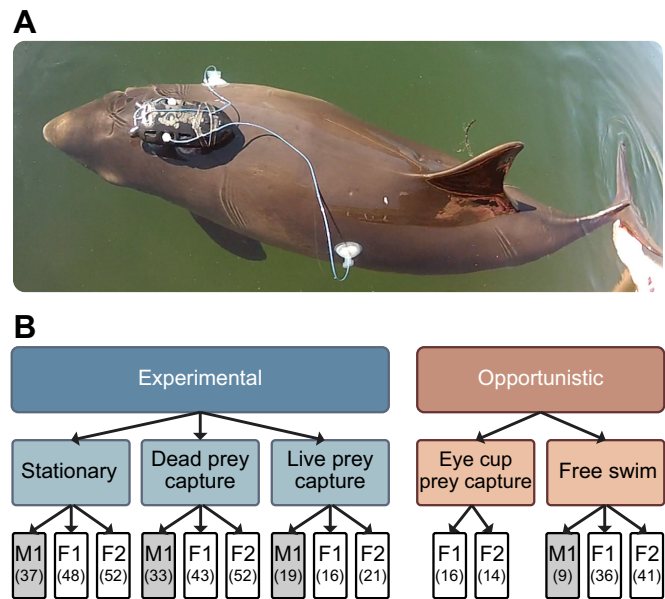 A
B
Experimental
Opportunistic
Stationary
Dead prey
capture
Live prey
capture
Eye cup
prey capture
Free swim
M1
(37)
F1
(48)
F2
(52)
M1
(33)
F1
(43)
F2
(52)
M1
(19)
F1
(16)
F2
(21)
F1
(16)
F2
(14)
M1
(9)
F1
(36)
F2
(41)